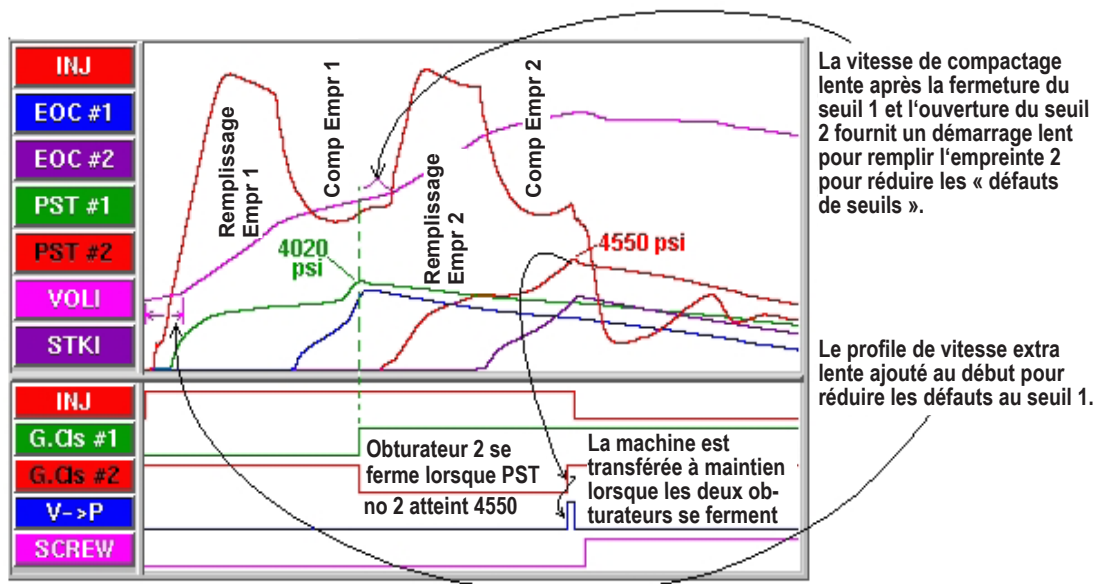 INJ
EOC #1
EOC #2
PST #1
PST #2
VOLI
STKI
Remplissage
Empr 1
Comp Empr 1
Remplissage
Empr 2
Comp Empr 2
4020
psi
4550 psi
La vitesse de compactage
lente après la fermeture du
seuil 1 et l‘ouverture du seuil
2 fournit un démarrage lent
pour remplir l‘empreinte 2
pour réduire les « défauts
de seuils ».
Le profile de vitesse extra
lente ajouté au début pour
réduire les défauts au seuil 1.
INJ
G.Cls #1
G.Cls #2
V->P
SCREW
Obturateur 2 se
ferme lorsque PST
no 2 atteint 4550
La machine est
transférée à maintien
lorsque les deux ob-
turateurs se ferment